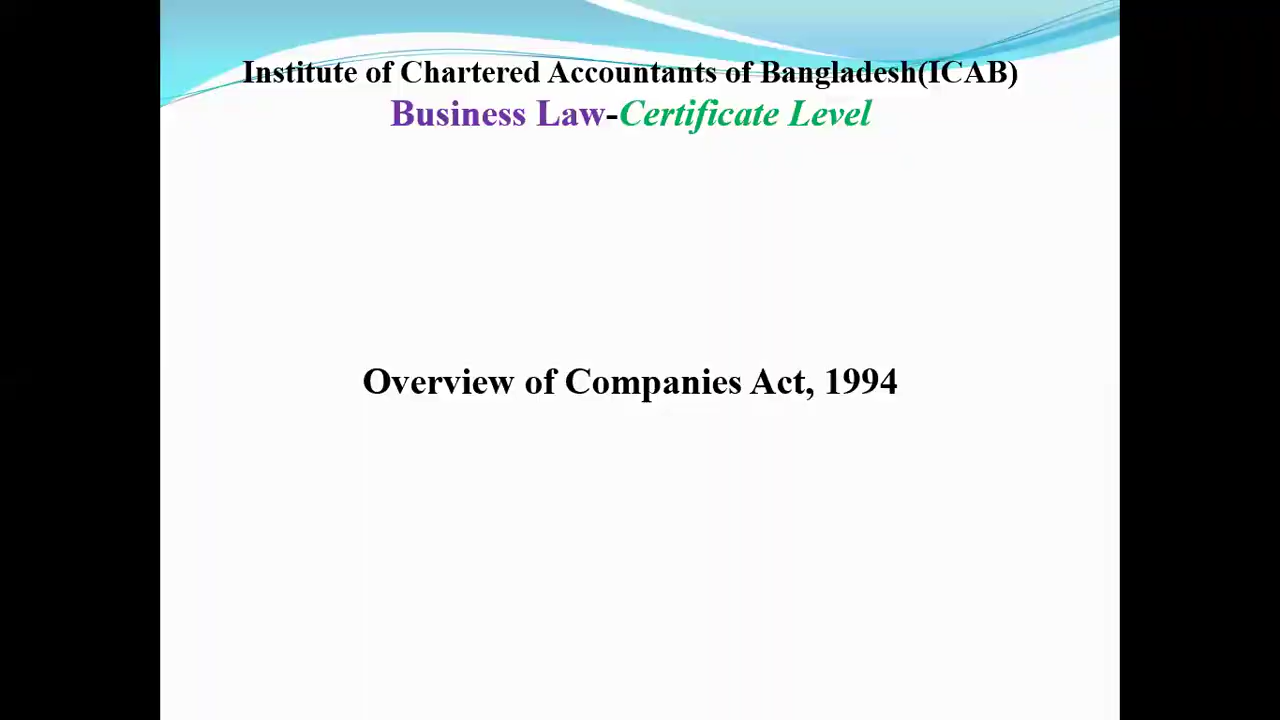 Institute of Chartered Accountants of Bangladesh(ICAB)
Business Law-Certificate Level
Overview of Companies Act, 1994